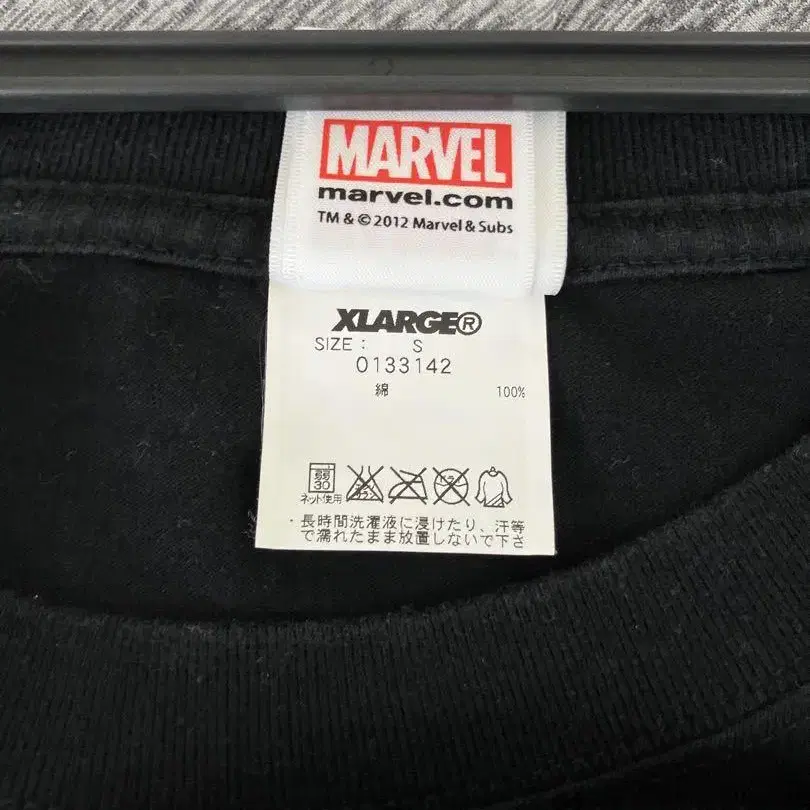 MARVEL
marvel.com
TM & © 2012 Marvel & Subs
XLARGE®
SIZE : S
0133142
綿 100%
弱
30
ネット使用
・長時間洗濯液に浸けたり、汗等
で濡れたまま放置しないで下さ